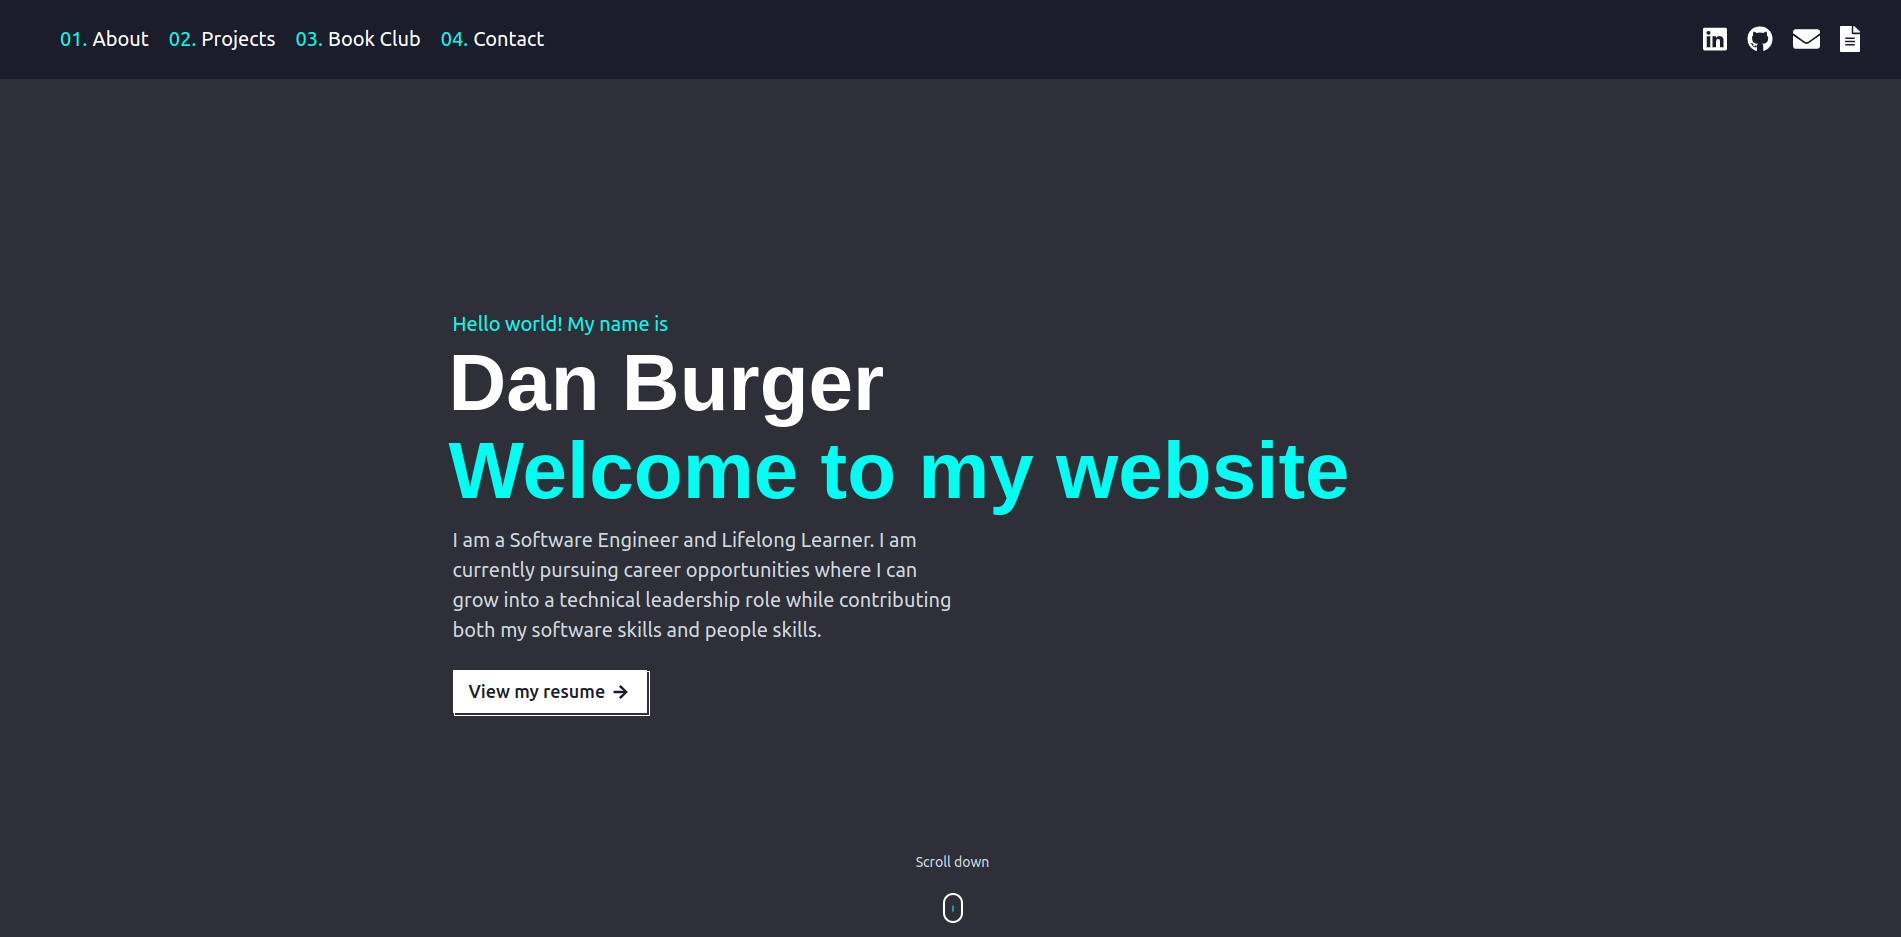 01. About 02. Projects 03. Book Club 04. Contact
Hello world! My name is
Dan Burger
Welcome to my website
I am a Software Engineer and Lifelong Learner. I am
currently pursuing career opportunities where I can
grow into a technical leadership role while contributing
both my software skills and people skills.
View my resume
Scroll down